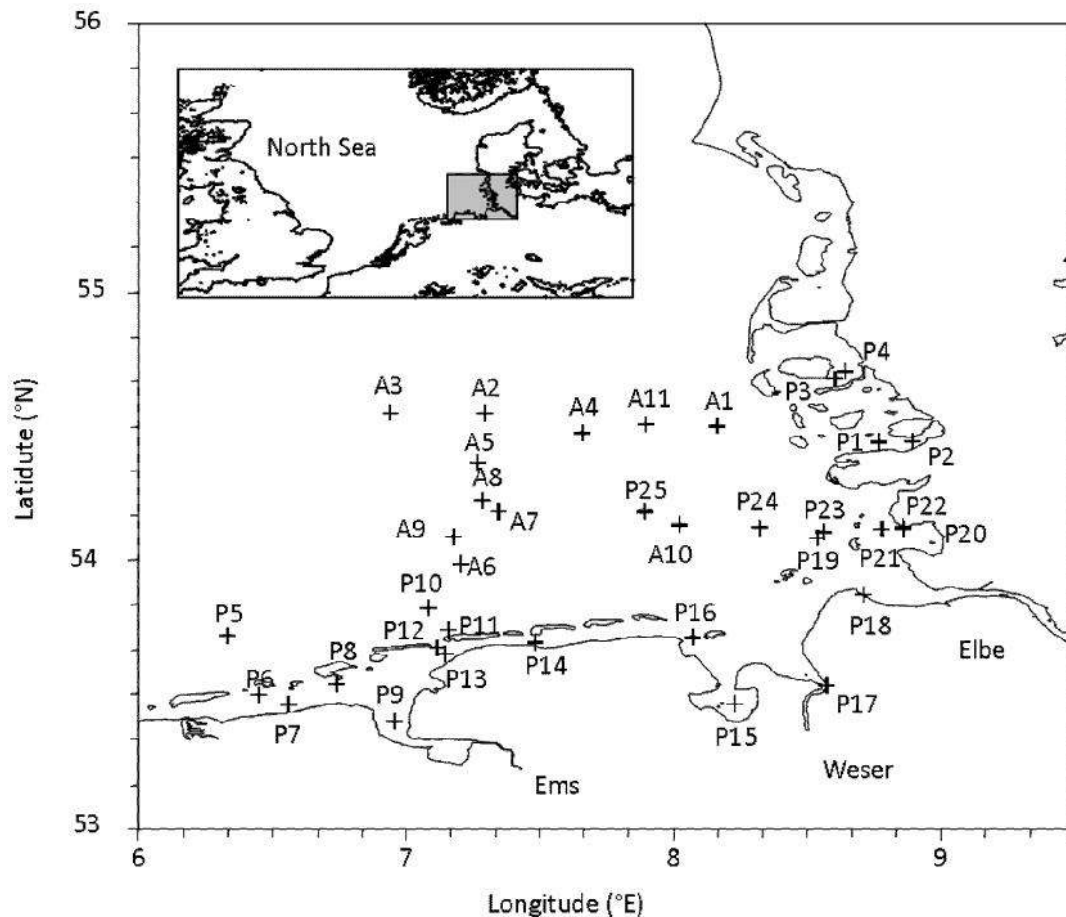 56
North Sea
55
P4
A3
A2
A11
A1
P3
A4
A5
P1
P2
A8
P25
P24
P23
P22
A7
A9
P20
A10
P21
54
P19
A6
P10
P5
P11
P16
P12
P18
P8
P14
P13
Elbe
P6
P9
P17
P7
P15
Weser
Ems
53
6
7
8
9
Latidute (°N)
Longitude (°E)